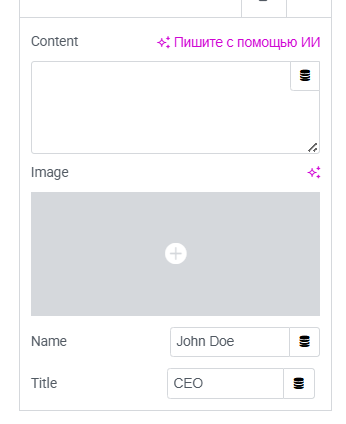 Content
Пишите с помощью ИИ
Image
Name
John Doe
Title
CEO